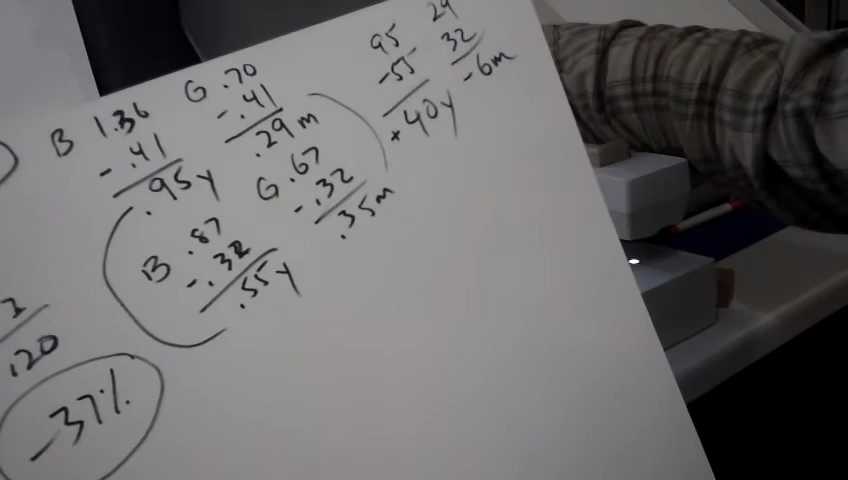 B 1.36
- .41
.95y
G .70
- .41
.29m
B .87
- .32
.55y
G .67
- .32
.35m
95
-55
+40y
29
32
-6m
.120
-37%